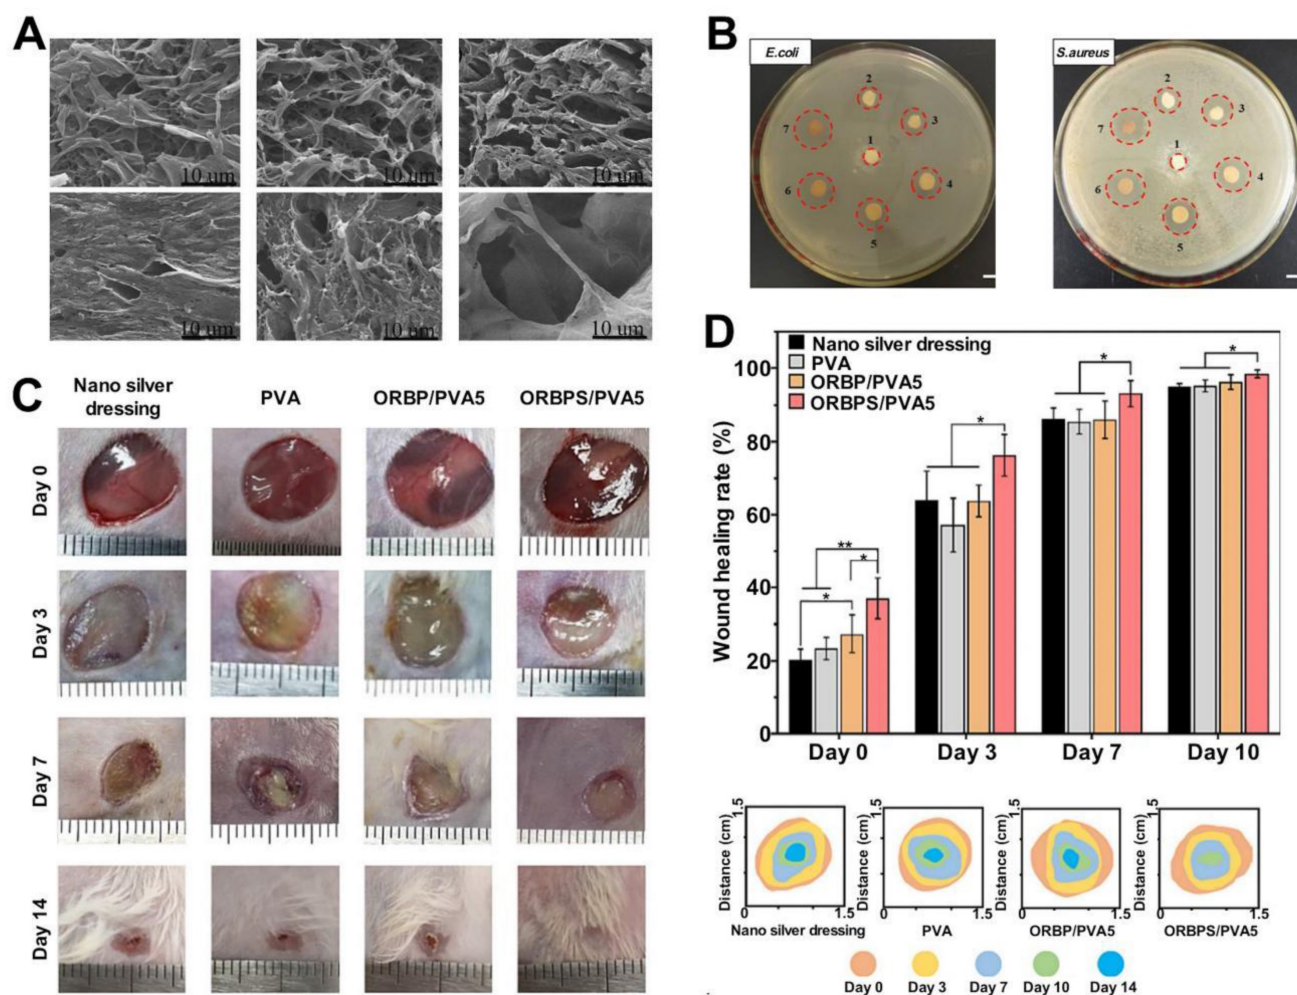 A
10 um
10 um
10 um
10 um
10 um
10 um
B
E.coli
2
3
1
4
5
6
7
S.aureus
2
3
1
4
5
6
7
C
Nano silver
dressing
PVA
ORBP/PVA5
ORBPS/PVA5
Day 0
Day 3
Day 7
Day 14
D
Nano silver dressing
PVA
ORBP/PVA5
ORBPS/PVA5
Wound healing rate (%)
100
80
60
40
20
0
**
*
*
*
*
*
Day 0
Day 3
Day 7
Day 10
Distance (cm)
1.5
0
1.5
Nano silver dressing
Distance (cm)
1.5
0
1.5
PVA
Distance (cm)
1.5
0
1.5
ORBP/PVA5
Distance (cm)
1.5
0
1.5
ORBPS/PVA5
Day 0
Day 3
Day 7
Day 10
Day 14